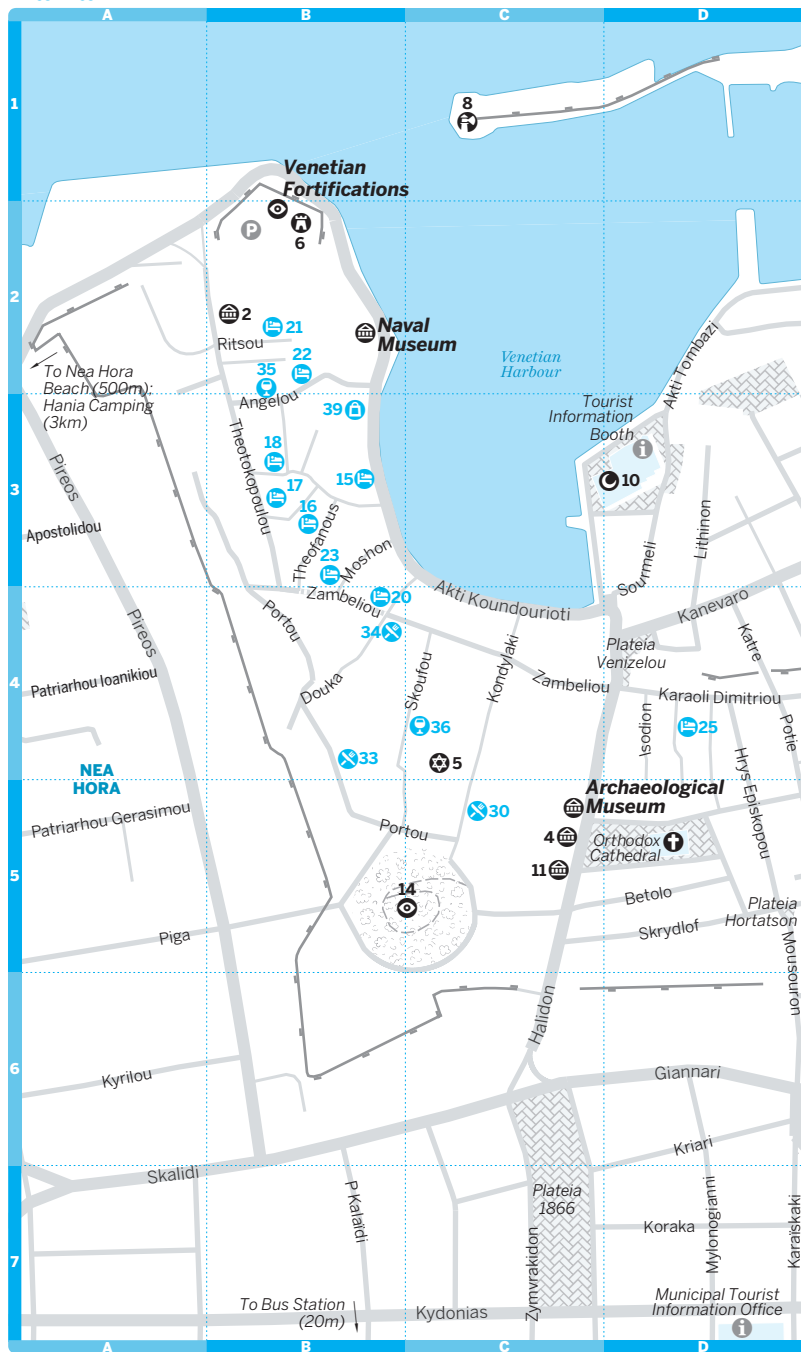 A
B
C
D
1
8
Venetian
Fortifications
P
6
2
2
21
Ritsou
22
35
Naval
Museum
Venetian
Harbour
Akti Tombazi
To Nea Hora
Beach (500m);
Hania Camping
(3km)
Angelou
39
Tourist
Information
Booth
i
3
18
15
10
Pireos
Theotokopoulou
17
16
Lithinon
Apostolidou
Theofanous
Moshon
Sourmeli
23
Zambeliou
20
Akti Koundourioti
Kanevaro
Pireos
Portou
34
Plateia
Venizelou
Katre
4
Patriarhou Ioanikiou
Douka
Skoufou
Kondylaki
Zambeliou
Karaoli Dimitriou
Potie
36
Isodion
25
33
5
Hrys Episkopou
NEA
HORA
Archaeological
Museum
Patriarhou Gerasimou
Portou
30
4
Orthodox
Cathedral
5
11
14
Betolo
Plateia
Hortatson
Piga
Skrydlof
Mousouron
Halidon
6
Kyrilou
Giannari
Skalidi
Kriari
P Kalaïdi
Plateia
1866
Zymvrakidon
Koraka
Mylonogianni
Karaïskaki
7
To Bus Station
(20m)
Kydonias
Municipal Tourist
Information Office
i
A
B
C
D